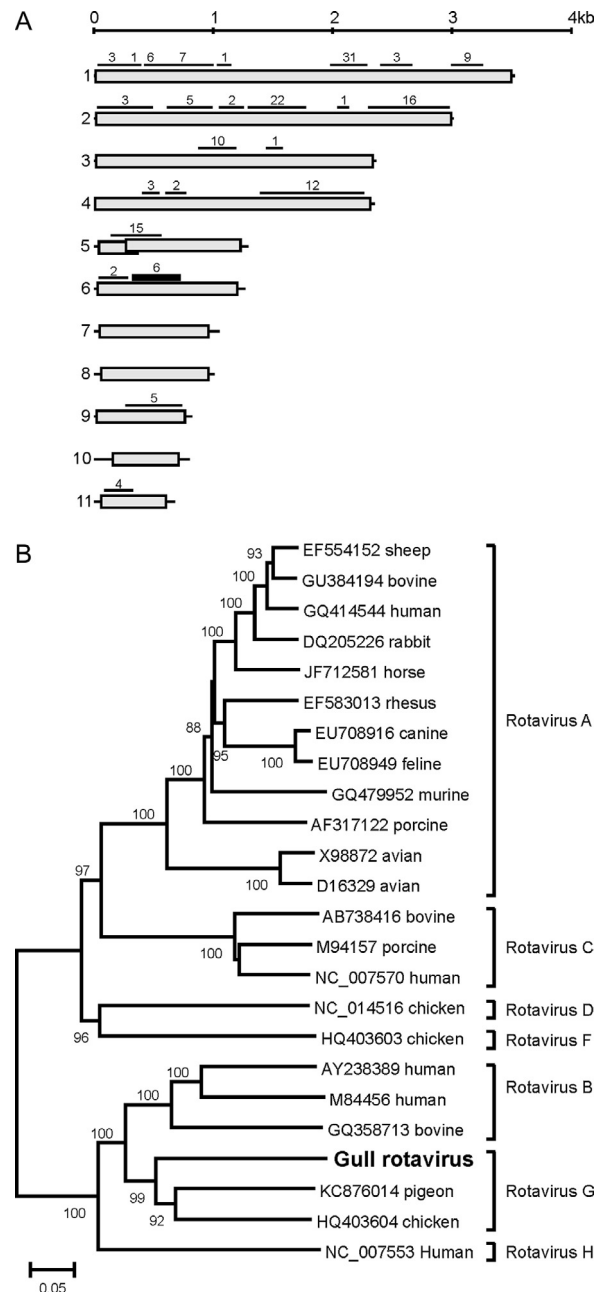 A
0 1 2 3 4kb
3 1 6 7 1 31 3 9
1
3 5 2 22 1 16
2
10 1
3
3 2 12
4
15
5
2 6
6
7
8
5
9
10
4
11
B
EF554152 sheep
93
GU384194 bovine
100
GQ414544 human
100
DQ205226 rabbit
100
JF712581 horse
EF583013 rhesus
Rotavirus A
88
EU708916 canine
95
100
EU708949 feline
100
GQ479952 murine
100
AF317122 porcine
X98872 avian
97
100
D16329 avian
AB738416 bovine
100
M94157 porcine
Rotavirus C
NC_007570 human
NC_014516 chicken
Rotavirus D
96
HQ403603 chicken
Rotavirus F
AY238389 human
100
Rotavirus B
M84456 human
100
GQ358713 bovine
100
Gull rotavirus
99
KC876014 pigeon
Rotavirus G
92
HQ403604 chicken
100
NC_007553 Human
Rotavirus H
0.05